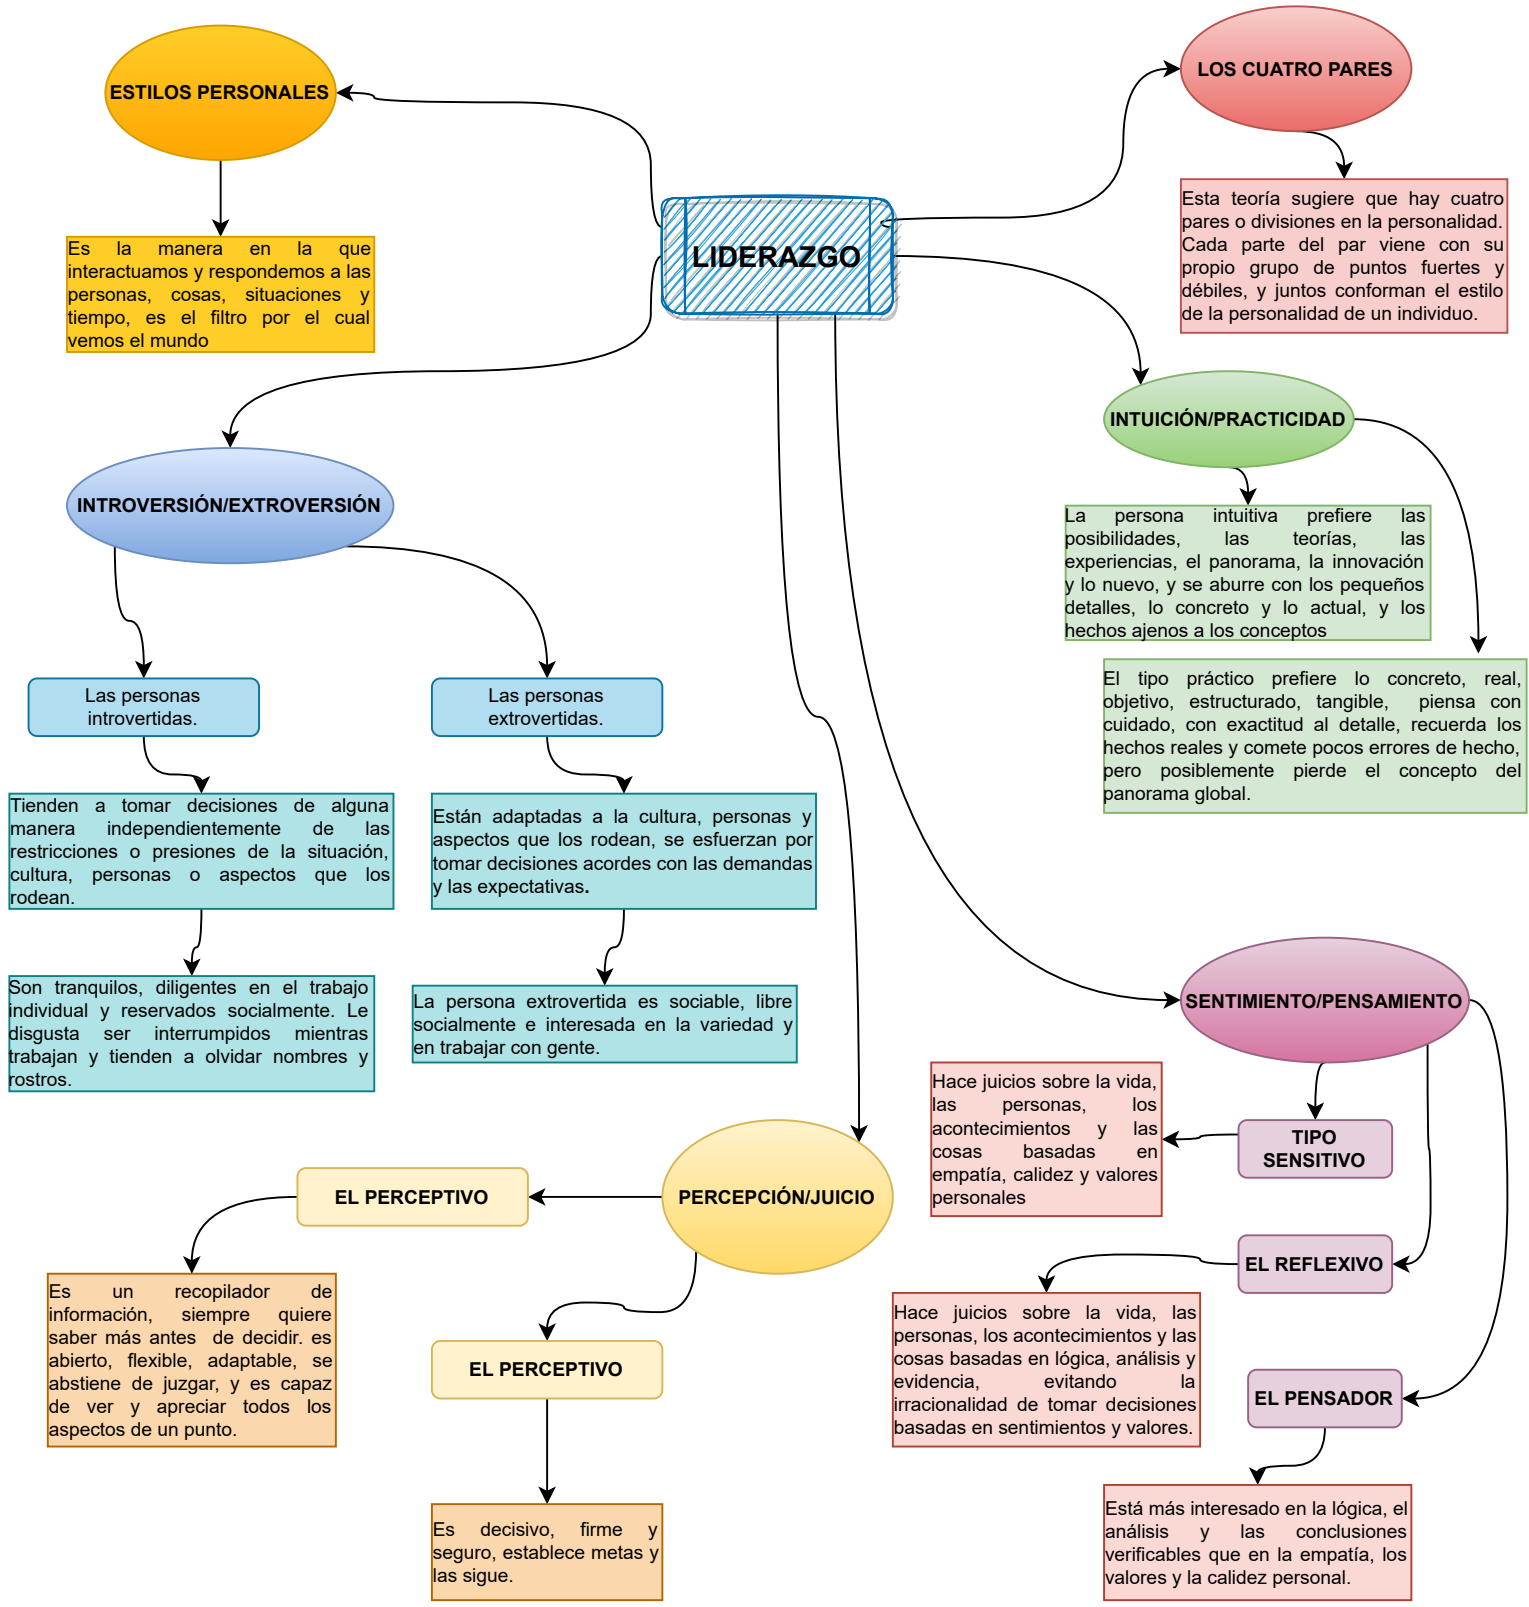 ESTILOS PERSONALES
Es la manera en la que
interactuamos y respondemos a las
personas, cosas, situaciones y
tiempo, es el filtro por el cual
vemos el mundo
LOS CUATRO PARES
Esta teoría sugiere que hay cuatro
pares o divisiones en la personalidad.
Cada parte del par viene con su
propio grupo de puntos fuertes y
débiles, y juntos conforman el estilo
de la personalidad de un individuo.
LIDERAZGO
INTUICIÓN/PRACTICIDAD
La persona intuitiva prefiere las
posibilidades, las teorías, las
experiencias, el panorama, la innovación
y lo nuevo, y se aburre con los pequeños
detalles, lo concreto y lo actual, y los
hechos ajenos a los conceptos
El tipo práctico prefiere lo concreto, real,
objetivo, estructurado, tangible, piensa con
cuidado, con exactitud al detalle, recuerda los
hechos reales y comete pocos errores de hecho,
pero posiblemente pierde el concepto del
panorama global.
INTROVERSIÓN/EXTROVERSIÓN
Las personas
introvertidas.
Tienden a tomar decisiones de alguna
manera independientemente de las
restricciones o presiones de la situación,
cultura, personas o aspectos que los
rodean.
Son tranquilos, diligentes en el trabajo
individual y reservados socialmente. Le
disgusta ser interrumpidos mientras
trabajan y tienden a olvidar nombres y
rostros.
Las personas
extrovertidas.
Están adaptadas a la cultura, personas y
aspectos que los rodean, se esfuerzan por
tomar decisiones acordes con las demandas
y las expectativas.
La persona extrovertida es sociable, libre
socialmente e interesada en la variedad y
en trabajar con gente.
SENTIMIENTO/PENSAMIENTO
TIPO
SENSITIVO
Hace juicios sobre la vida,
las personas, los
acontecimientos y las
cosas basadas en
empatía, calidez y valores
personales
EL REFLEXIVO
Hace juicios sobre la vida, las
personas, los acontecimientos y las
cosas basadas en lógica, análisis y
evidencia, evitando la
irracionalidad de tomar decisiones
basadas en sentimientos y valores.
EL PENSADOR
Está más interesado en la lógica, el
análisis y las conclusiones
verificables que en la empatía, los
valores y la calidez personal.
PERCEPCIÓN/JUICIO
EL PERCEPTIVO
Es un recopilador de
información, siempre quiere
saber más antes de decidir. es
abierto, flexible, adaptable, se
abstiene de juzgar, y es capaz
de ver y apreciar todos los
aspectos de un punto.
EL PERCEPTIVO
Es decisivo, firme y
seguro, establece metas y
las sigue.